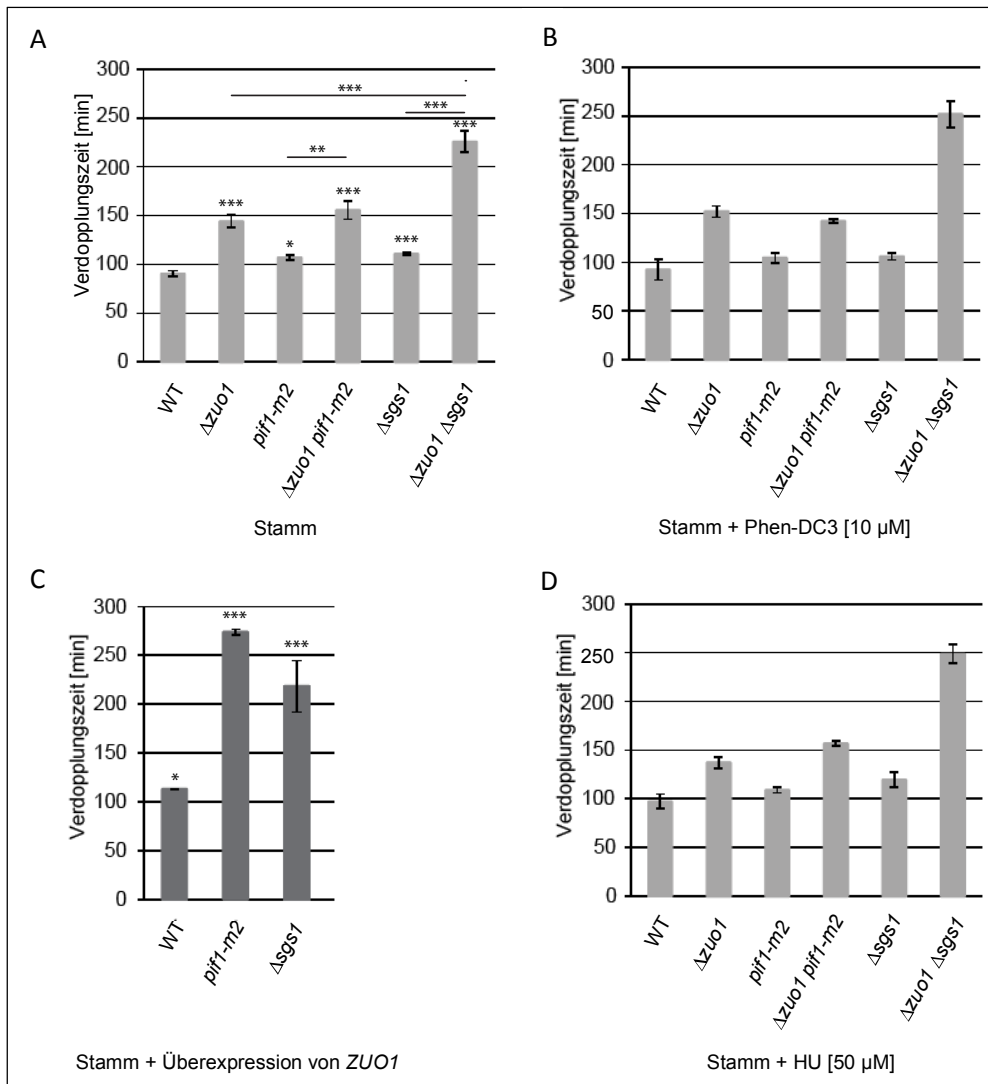 A
Verdopplungszeit [min]
300
250
200
150
100
50
0
***
***
***
**
***
***
*
***
WT
Δzuo1
pif1-m2
Δzuo1 pif1-m2
Δsgs1
Δzuo1 Δsgs1
Stamm
B
Verdopplungszeit [min]
300
250
200
150
100
50
0
WT
Δzuo1
pif1-m2
Δzuo1 pif1-m2
Δsgs1
Δzuo1 Δsgs1
Stamm + Phen-DC3 [10 µM]
C
Verdopplungszeit [min]
300
250
200
150
100
50
0
*
***
***
WT
pif1-m2
Δsgs1
Stamm + Überexpression von ZUO1
D
Verdopplungszeit [min]
300
250
200
150
100
50
0
WT
Δzuo1
pif1-m2
Δzuo1 pif1-m2
Δsgs1
Δzuo1 Δsgs1
Stamm + HU [50 µM]